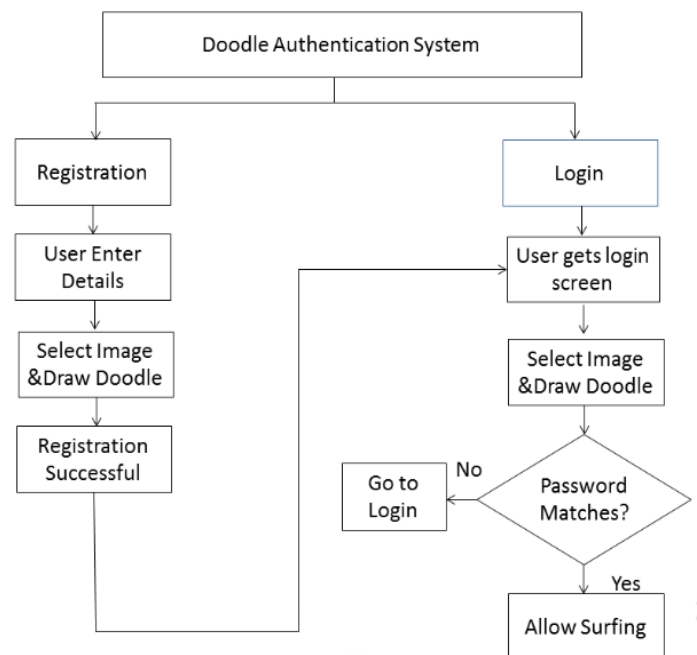 Doodle Authentication System
Registration
User Enter
Details
Select Image
&Draw Doodle
Registration
Successful
Login
User gets login
screen
Select Image
&Draw Doodle
Password
Matches?
No
Go to
Login
Yes
Allow Surfing